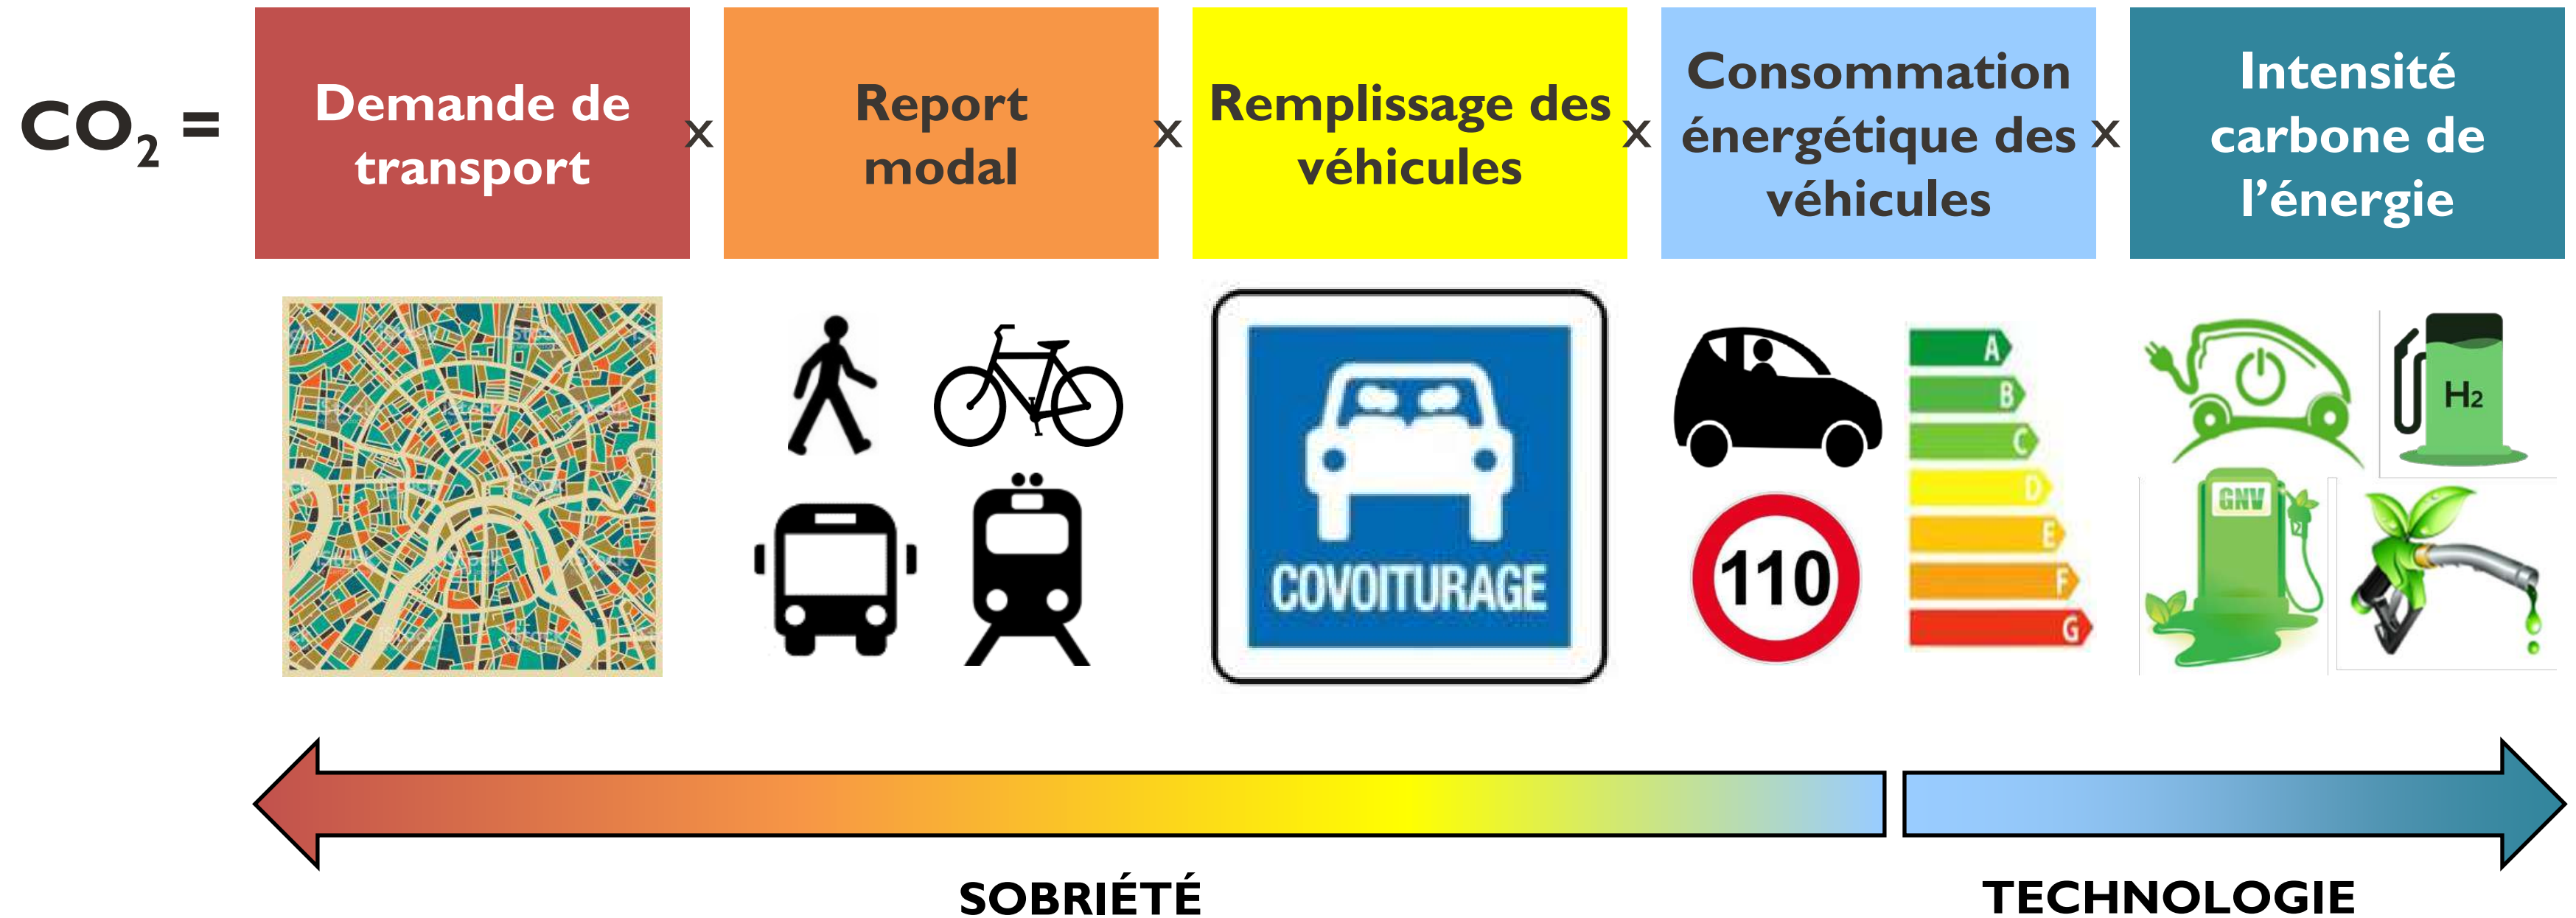 CO₂ =
Demande de
transport
x
Report
modal
x
Remplissage des
véhicules
x
Consommation
énergétique des
véhicules
x
Intensité
carbone de
l’énergie
COVOITURAGE
110
A
B
C
D
E
F
G
H2
GNV
SOBRIÉTÉ
TECHNOLOGIE